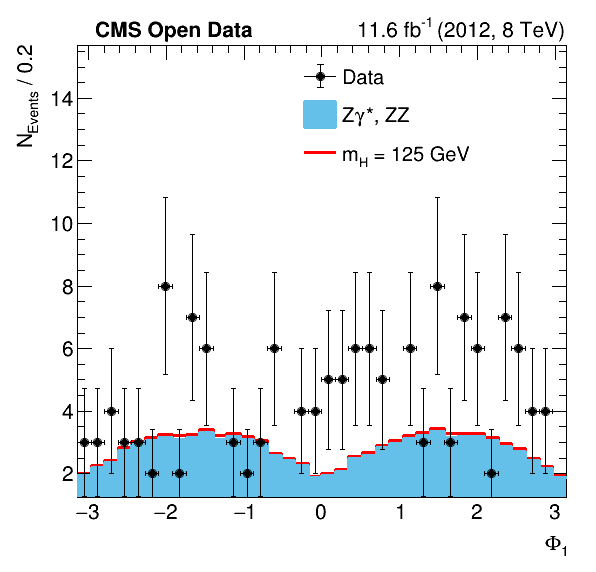 CMS Open Data 11.6 fb⁻¹ (2012, 8 TeV)
N_Events / 0.2
Data
Zγ*, ZZ
m_H = 125 GeV
14
12
10
8
6
4
2
−3 −2 −1 0 1 2 3
Φ₁